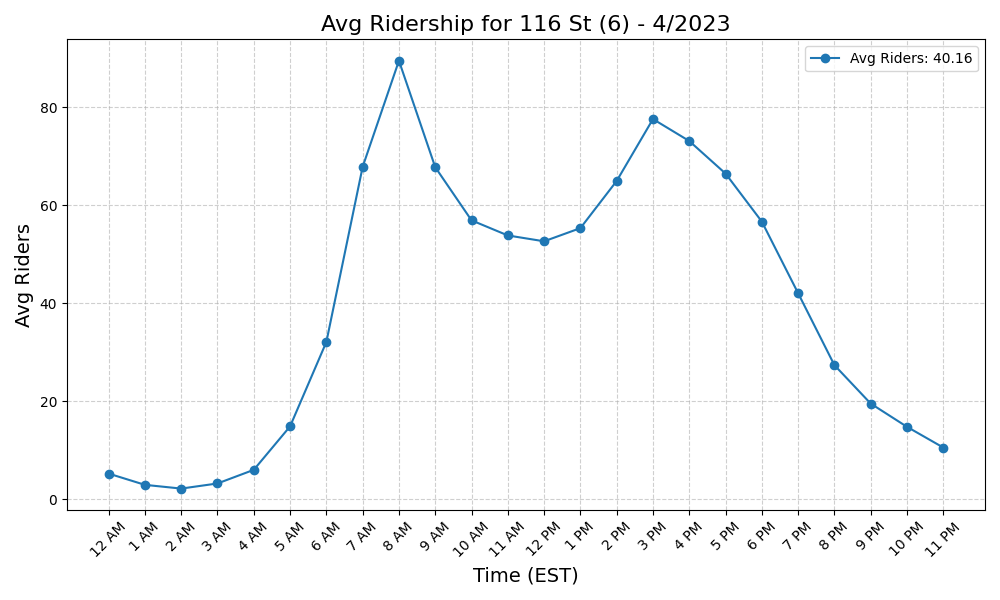 Avg Ridership for 116 St (6) - 4/2023
Avg Riders: 40.16
Avg Riders
80
60
40
20
0
12 AM
1 AM
2 AM
3 AM
4 AM
5 AM
6 AM
7 AM
8 AM
9 AM
10 AM
11 AM
12 PM
1 PM
2 PM
3 PM
4 PM
5 PM
6 PM
7 PM
8 PM
9 PM
10 PM
11 PM
Time (EST)